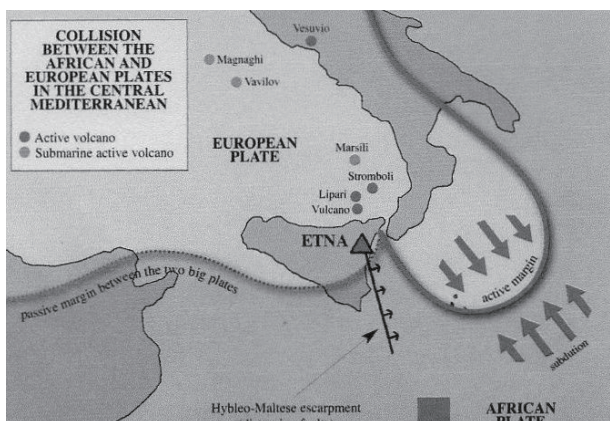 COLLISION
BETWEEN THE
AFRICAN AND
EUROPEAN PLATES
IN THE CENTRAL
MEDITERRANEAN
Active volcano
Submarine active volcano
Vesuvio
Magnaghi
Vavilov
EUROPEAN
PLATE
Marsili
Stromboli
Lipari
Vulcano
ETNA
passive margin between the two big plates
active margin
subdution
Hybleo-Maltese escarpment
AFRICAN
PLATE